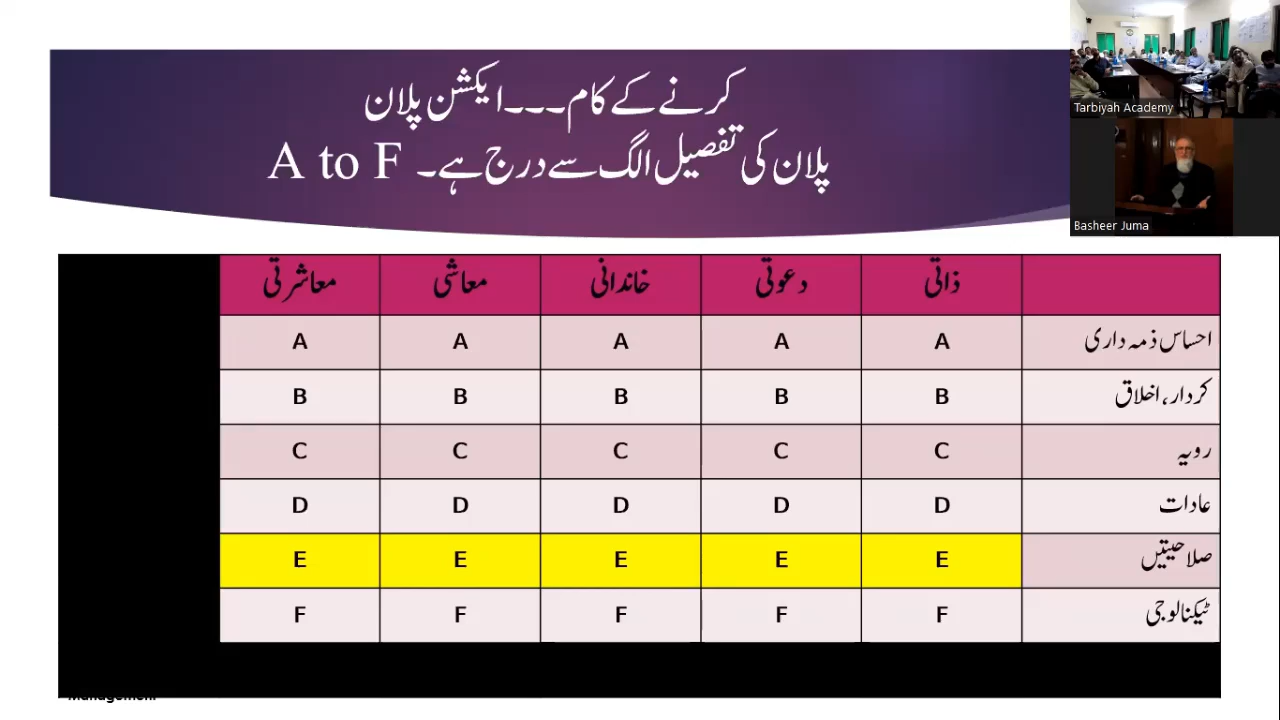 کرنے کے کام۔۔۔ایکشن پلان
پلان کی تفصیل الگ سے درج ہے۔ A to F
Tarbiyah Academy
Basheer Juma
ذاتی دعوتی خاندانی معاشی معاشرتی
احساس ذمہ داری A A A A A
کردار، اخلاق B B B B B
رویہ C C C C C
عادات D D D D D
صلاحیتیں E E E E E
ٹیکنالوجی F F F F F